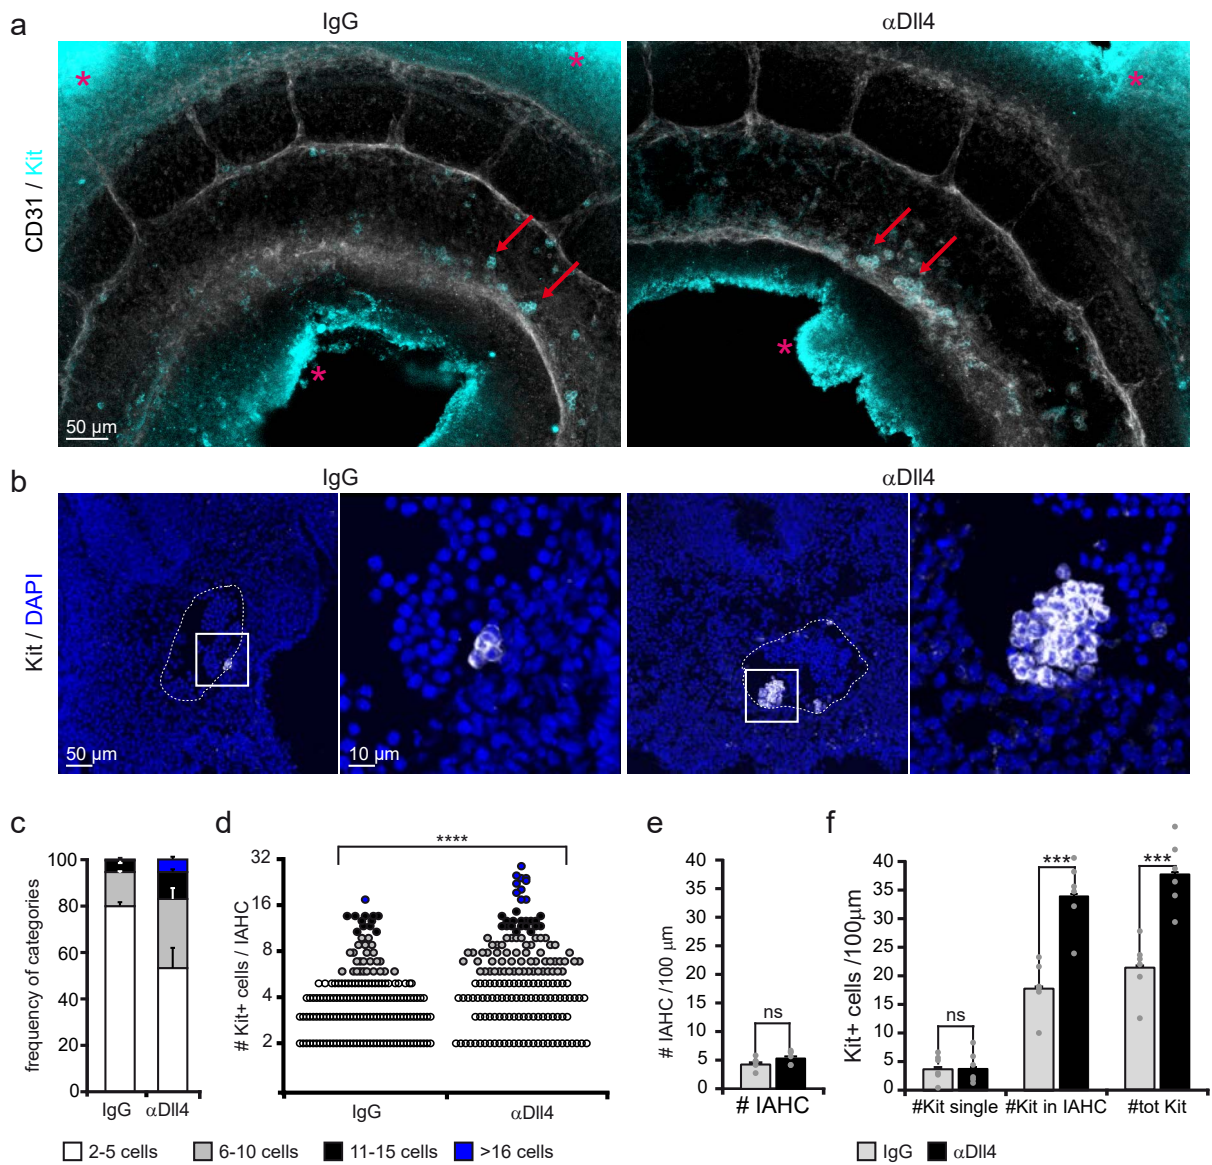 a
IgG
αDll4
CD31 / Kit
* * *
* *
50 µm
b
IgG
αDll4
Kit / DAPI
50 µm
10 µm
c
frequency of categories
100
80
60
40
20
0
IgG
αDll4
d
# Kit+ cells / IAHC
32
16
8
4
2
****
IgG
αDll4
2-5 cells
6-10 cells
11-15 cells
>16 cells
e
# IAHC /100 µm
40
35
30
25
20
15
10
5
0
ns
# IAHC
f
Kit+ cells /100µm
40
30
20
10
0
ns
***
***
#Kit single
#Kit in IAHC
#tot Kit
IgG
αDll4